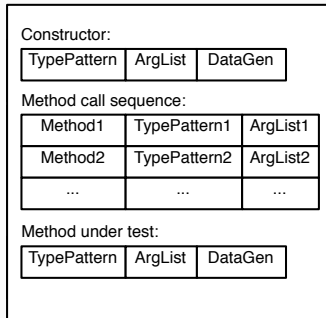 Constructor:
TypePattern ArgList DataGen
Method call sequence:
Method1 TypePattern1 ArgList1
Method2 TypePattern2 ArgList2
... ... ...
Method under test:
TypePattern ArgList DataGen